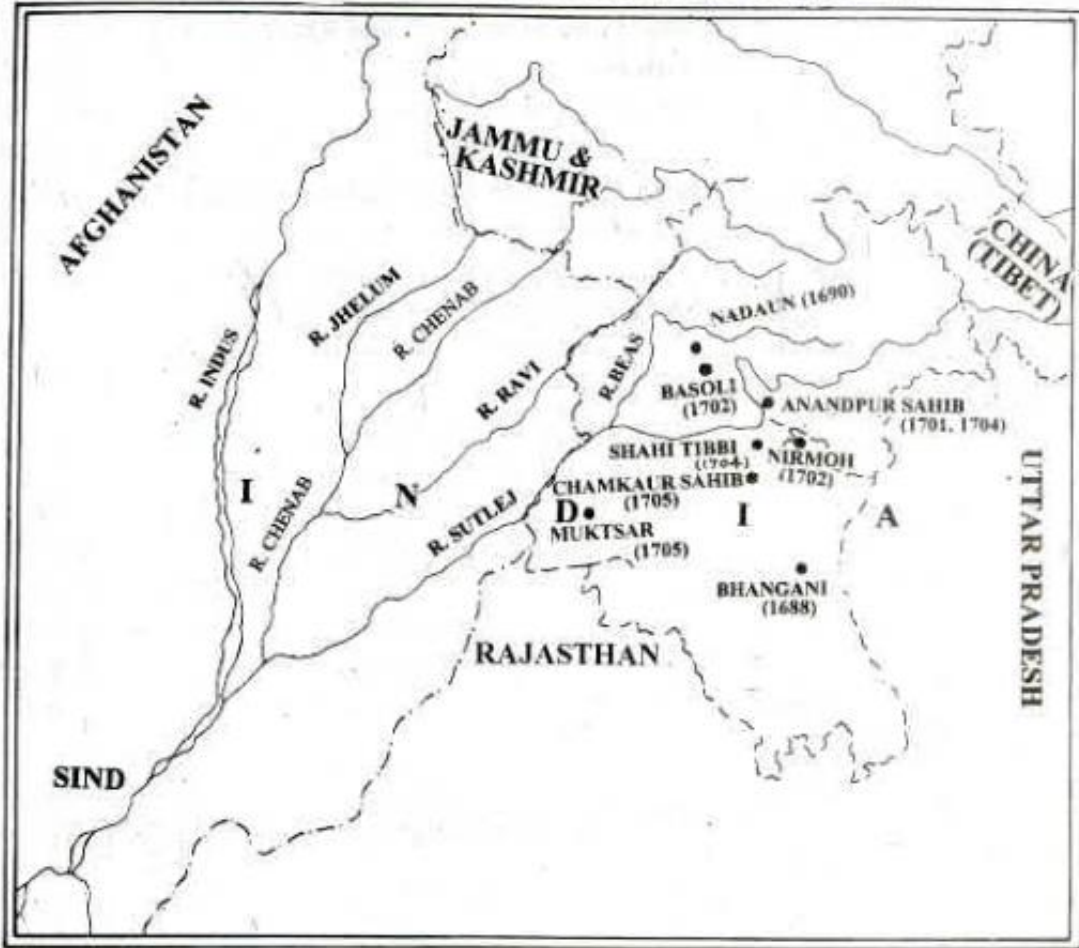 AFGHANISTAN
JAMMU &
KASHMIR
CHINA
(TIBET)
R. INDUS
R. JHELUM
R. CHENAB
R. RAVI
R. BEAS
NADAUN (1690)
BASOLI
(1702)
ANANDPUR SAHIB
(1701, 1704)
SHAHI TIBBI
(1704)
NIRMOH
(1702)
CHAMKAUR SAHIB
(1705)
I N D I A
MUKTSAR
(1705)
R. CHENAB
R. SUTLEJ
BHANGANI
(1688)
UTTAR PRADESH
RAJASTHAN
SIND